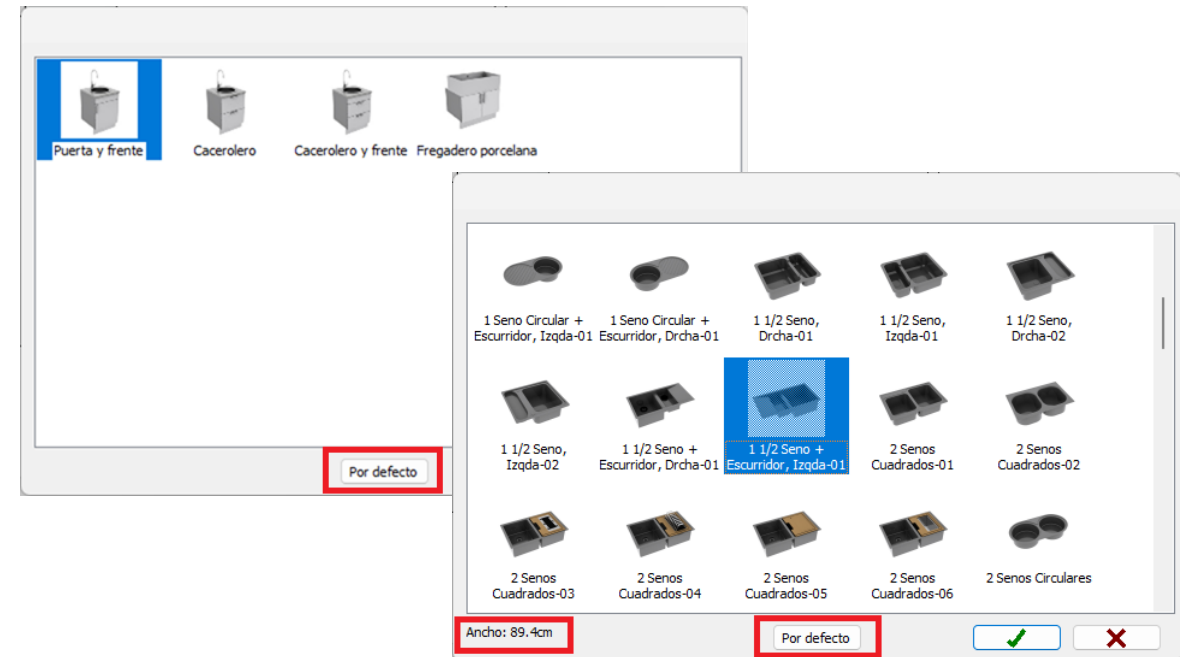 Puerta y frente
Cacerolero
Cacerolero y frente
Fregadero porcelana
Por defecto
1 Seno Circular +
Escurridor, Izqda-01
1 Seno Circular +
Escurridor, Drcha-01
1 1/2 Seno,
Drcha-01
1 1/2 Seno,
Izqda-01
1 1/2 Seno,
Drcha-02
1 1/2 Seno,
Izqda-02
1 1/2 Seno +
Escurridor, Drcha-01
1 1/2 Seno +
Escurridor, Izqda-01
2 Senos
Cuadrados-01
2 Senos
Cuadrados-02
2 Senos
Cuadrados-03
2 Senos
Cuadrados-04
2 Senos
Cuadrados-05
2 Senos
Cuadrados-06
2 Senos Circulares
Ancho: 89.4cm
Por defecto